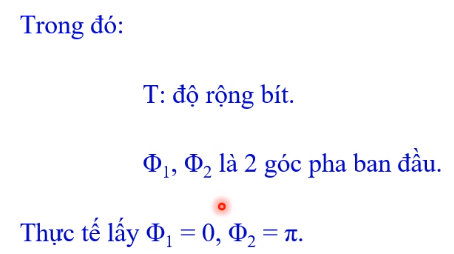 Trong đó:
T: độ rộng bít.
Φ₁, Φ₂ là 2 góc pha ban đầu.
Thực tế lấy Φ₁ = 0, Φ₂ = π.